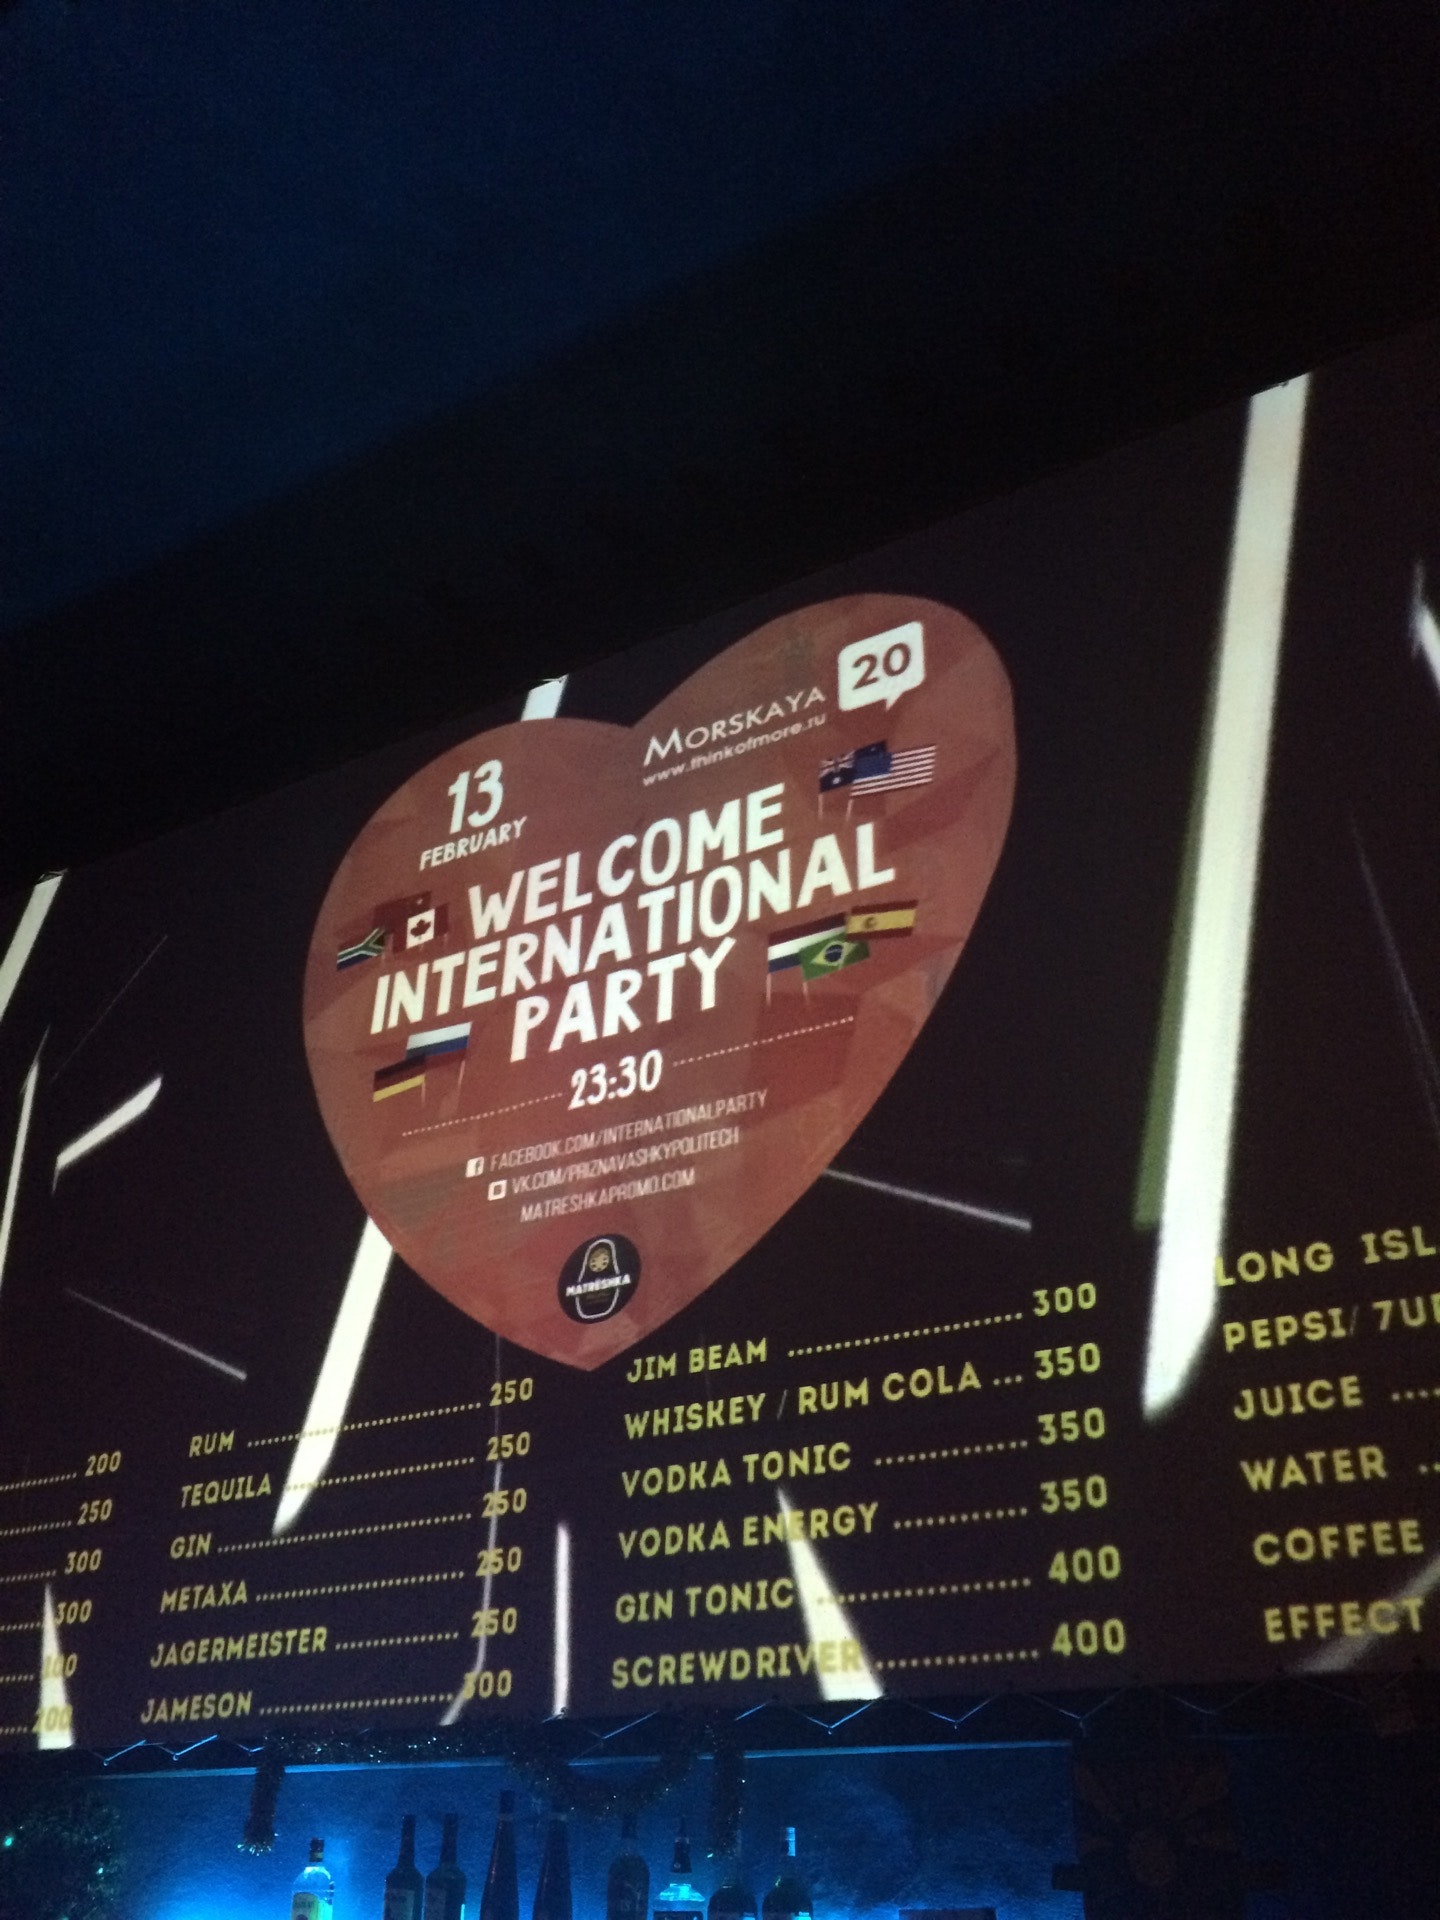 20
MORSKAYA
www.thinkofmore.ru
13
FEBRUARY
WELCOME
INTERNATIONAL
PARTY
23:30
FACEBOOK.COM/INTERNATIONALPARTY
VK.COM/PRIZNAVASHKYPOLITECH
MATRESHKAPROMO.COM
MATRËSHKA
............ 200
............ 250
............ 300
............ 300
RUM ........................... 250
TEQUILA ........................... 250
GIN ........................... 250
METAXA ........................... 250
JAGERMEISTER ............... 250
JAMESON ........................... 300
JIM BEAM ........................... 300
WHISKEY / RUM COLA ... 350
VODKA TONIC .................. 350
VODKA ENERGY ............... 350
GIN TONIC ........................ 400
SCREWDRIVER .................. 400
LONG
PEPSI/ 7UP
JUICE ....
WATER ..
COFFEE
EFFECT